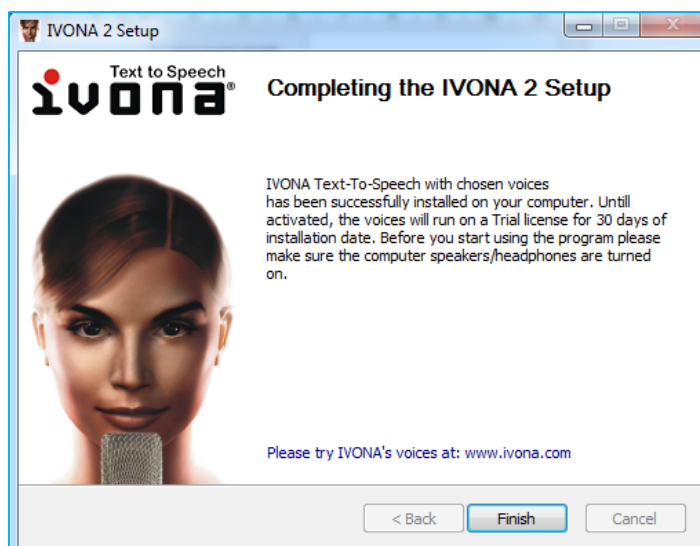 IVONA 2 Setup
Text to Speech
ivona®
Completing the IVONA 2 Setup
IVONA Text-To-Speech with chosen voices
has been successfully installed on your computer. Untill
activated, the voices will run on a Trial license for 30 days of
installation date. Before you start using the program please
make sure the computer speakers/headphones are turned
on.
Please try IVONA's voices at: www.ivona.com
< Back Finish Cancel